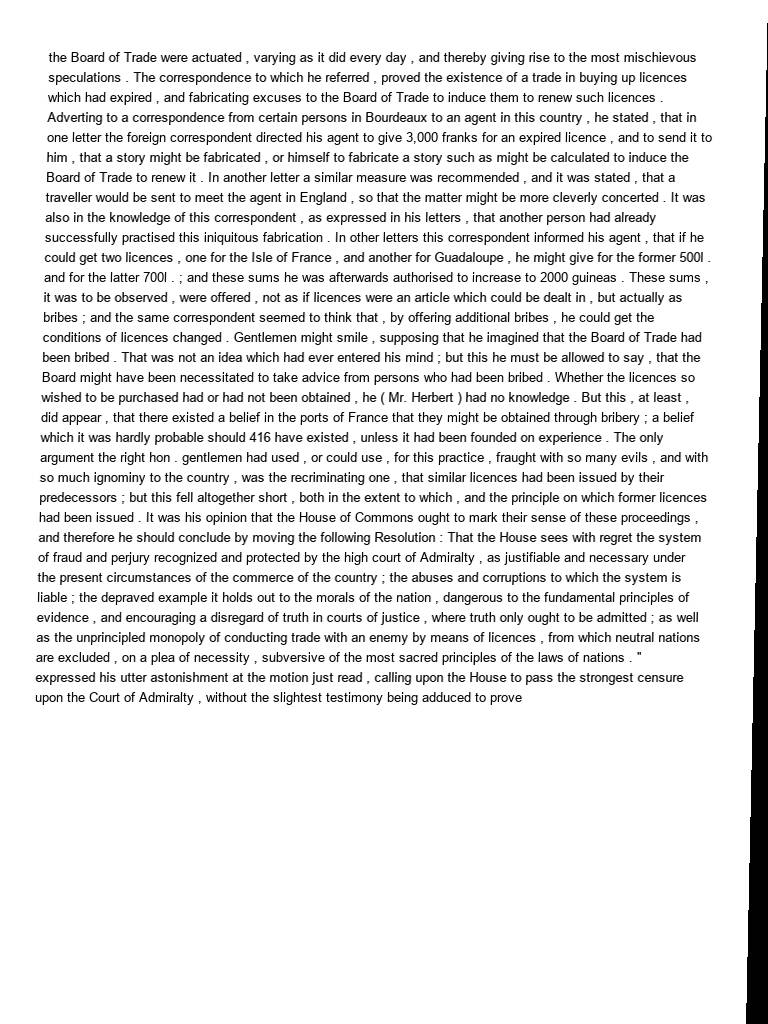 the Board of Trade were actuated , varying as it did every day , and thereby giving rise to the most mischievous
speculations . The correspondence to which he referred , proved the existence of a trade in buying up licences
which had expired , and fabricating excuses to the Board of Trade to induce them to renew such licences .
Adverting to a correspondence from certain persons in Bourdeaux to an agent in this country , he stated , that in
one letter the foreign correspondent directed his agent to give 3,000 franks for an expired licence , and to send it to
him , that a story might be fabricated , or himself to fabricate a story such as might be calculated to induce the
Board of Trade to renew it . In another letter a similar measure was recommended , and it was stated , that a
traveller would be sent to meet the agent in England , so that the matter might be more cleverly concerted . It was
also in the knowledge of this correspondent , as expressed in his letters , that another person had already
successfully practised this iniquitous fabrication . In other letters this correspondent informed his agent , that if he
could get two licences , one for the Isle of France , and another for Guadaloupe , he might give for the former 500l .
and for the latter 700l . ; and these sums he was afterwards authorised to increase to 2000 guineas . These sums ,
it was to be observed , were offered , not as if licences were an article which could be dealt in , but actually as
bribes ; and the same correspondent seemed to think that , by offering additional bribes , he could get the
conditions of licences changed . Gentlemen might smile , supposing that he imagined that the Board of Trade had
been bribed . That was not an idea which had ever entered his mind ; but this he must be allowed to say , that the
Board might have been necessitated to take advice from persons who had been bribed . Whether the licences so
wished to be purchased had or had not been obtained , he ( Mr. Herbert ) had no knowledge . But this , at least ,
did appear , that there existed a belief in the ports of France that they might be obtained through bribery ; a belief
which it was hardly probable should 416 have existed , unless it had been founded on experience . The only
argument the right hon . gentlemen had used , or could use , for this practice , fraught with so many evils , and with
so much ignominy to the country , was the recriminating one , that similar licences had been issued by their
predecessors ; but this fell altogether short , both in the extent to which , and the principle on which former licences
had been issued . It was his opinion that the House of Commons ought to mark their sense of these proceedings ,
and therefore he should conclude by moving the following Resolution : That the House sees with regret the system
of fraud and perjury recognized and protected by the high court of Admiralty , as justifiable and necessary under
the present circumstances of the commerce of the country ; the abuses and corruptions to which the system is
liable ; the depraved example it holds out to the morals of the nation , dangerous to the fundamental principles of
evidence , and encouraging a disregard of truth in courts of justice , where truth only ought to be admitted ; as well
as the unprincipled monopoly of conducting trade with an enemy by means of licences , from which neutral nations
are excluded , on a plea of necessity , subversive of the most sacred principles of the laws of nations . "
expressed his utter astonishment at the motion just read , calling upon the House to pass the strongest censure
upon the Court of Admiralty , without the slightest testimony being adduced to prove